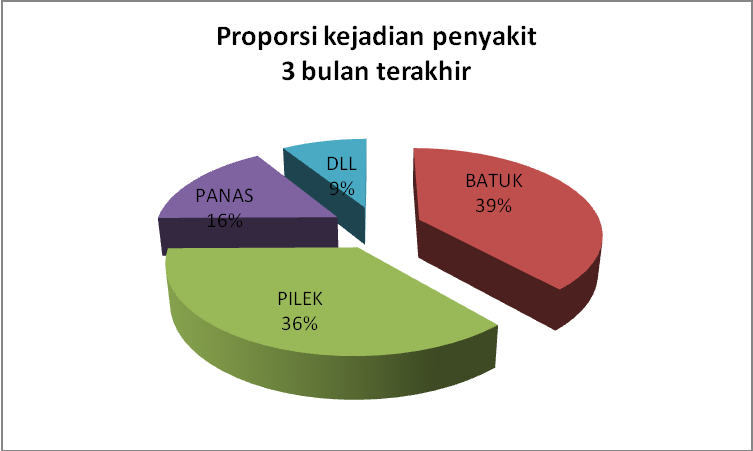 Proporsi kejadian penyakit
3 bulan terakhir
DLL
9%
BATUK
39%
PANAS
16%
PILEK
36%